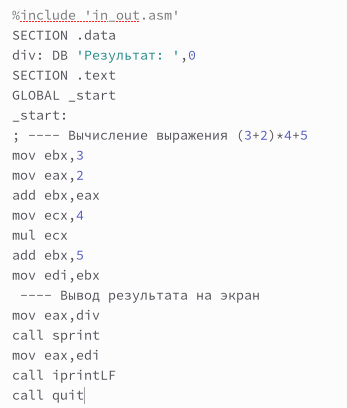 %include 'in_out.asm'
SECTION .data
div: DB 'Результат: ',0
SECTION .text
GLOBAL _start
_start:
; ---- Вычисление выражения (3+2)*4+5
mov ebx,3
mov eax,2
add ebx,eax
mov ecx,4
mul ecx
add ebx,5
mov edi,ebx
---- Вывод результата на экран
mov eax,div
call sprint
mov eax,edi
call iprintLF
call quit